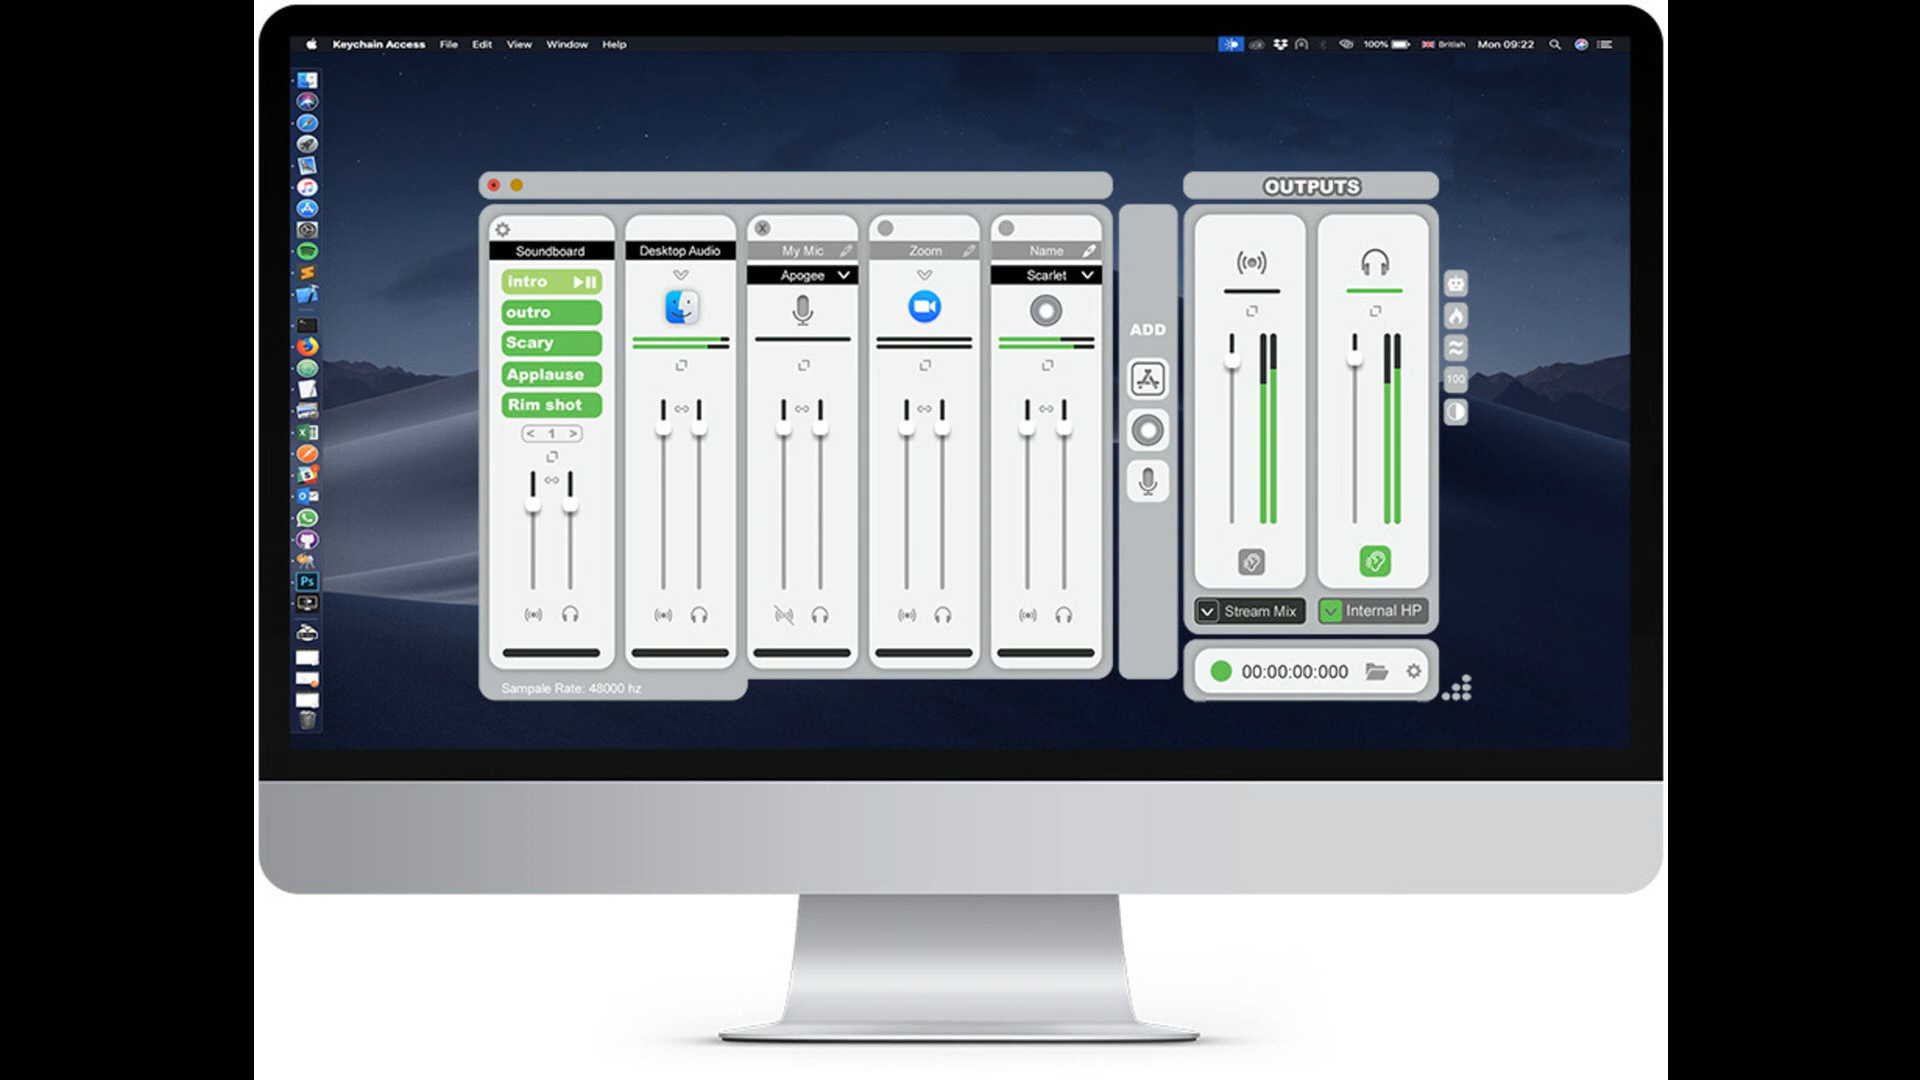 Keychain Access File Edit View Window Help
100% British Mon 09:22
OUTPUTS
Soundboard
Desktop Audio
My Mic
Zoom
Name
Apogee
Scarlet
intro
outro
Scary
Applause
Rim shot
< 1 >
ADD
100
Ps
Stream Mix
Internal HP
00:00:00:000
Sampale Rate: 48000 hz